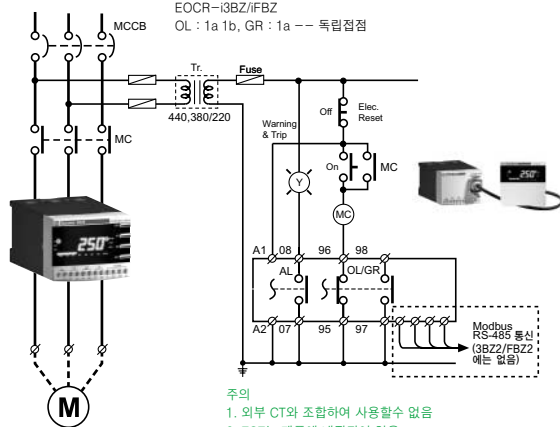 EOCR-i3BZ/iFBZ
OL : 1a 1b, GR : 1a -- 독립접점
MCCB
Tr.
Fuse
440,380/220
Warning
& Trip
Off
Elec.
Reset
MC
On
MC
Y
MC
250
250
A1 08 96 98
AL
OL/GR
A2 07 95 97
Modbus
RS-485 통신
(3BZ2/FBZ2
에는 없음)
M
주의
1. 외부 CT와 조합하여 사용할수 없음